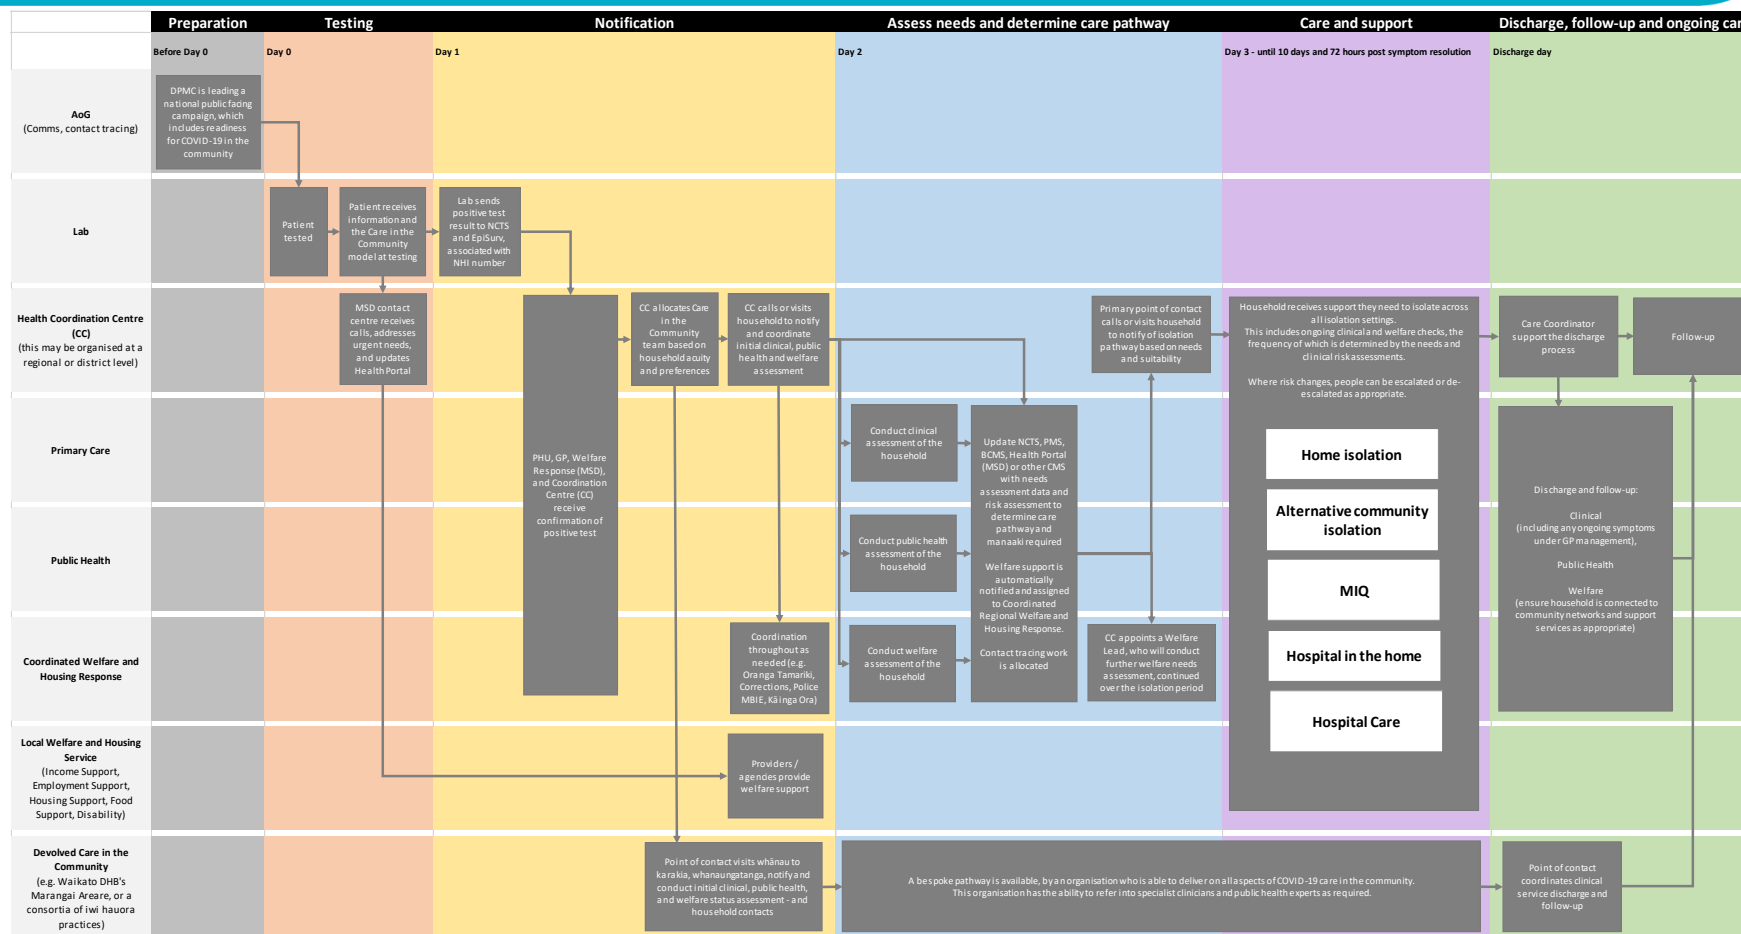 Preparation
Testing
Notification
Assess needs and determine care pathway
Care and support
Discharge, follow-up and ongoing car
Before Day 0
Day 0
Day 1
Day 2
Day 3 - until 10 days and 72 hours post symptom resolution
Discharge day
AoG
(Comms, contact tracing)
DPMC is leading a
national public facing
campaign, which
includes readiness
for COVID-19 in the
community
Lab
Patient
tested
Patient receives
information and
the Care in the
Community
model at testing
Lab sends
positive test
result to NCTS
and EpiSurv,
associated with
NHI number
Health Coordination Centre
(CC)
(this may be organised at a
regional or district level)
MSD contact
centre receives
calls, addresses
urgent needs,
and updates
Health Portal
PHU, GP, Welfare
Response (MSD),
and Coordination
Centre (CC)
receive
confirmation of
positive test
CC allocates Care
in the
Community
team based on
household acuity
and preferences
CC calls or visits
household to notify
and coordinate
initial clinical, public
health and welfare
assessment
Primary point of contact
calls or visits household
to notify of isolation
pathway based on needs
and suitability
Household receives support they need to isolate across
all isolation settings.
This includes ongoing clinical and welfare checks, the
frequency of which is determined by the needs and
clinical risk assessments.
Where risk changes, people can be escalated or de-
escalated as appropriate.
Home isolation
Alternative community
isolation
MIQ
Hospital in the home
Hospital Care
Care Coordinator
support the discharge
process
Follow-up
Primary Care
Conduct clinical
assessment of the
household
Update NCTS, PMS,
BCMS, Health Portal
(MSD) or other CMS
with needs
assessment data and
risk assessment to
determine care
pathway and
manaaki required
Welfare support is
automatically
notified and assigned
to Coordinated
Regional Welfare and
Housing Response.
Contact tracing work
is allocated
Discharge and follow-up:
Clinical
(including any ongoing symptoms
under GP management),
Public Health
Welfare
(ensure household is connected to
community networks and support
services as appropriate)
Public Health
Conduct public health
assessment of the
household
Coordinated Welfare and
Housing Response
Coordination
throughout as
needed (e.g.
Oranga Tamariki,
Corrections, Police
MBIE, Kāinga Ora)
Conduct welfare
assessment of the
household
CC appoints a Welfare
Lead, who will conduct
further welfare needs
assessment, continued
over the isolation period
Local Welfare and Housing
Service
(Income Support,
Employment Support,
Housing Support, Food
Support, Disability)
Providers /
agencies provide
welfare support
Devolved Care in the
Community
(e.g. Waikato DHB's
Marangai Areare, or a
consortia of iwi hauora
practices)
Point of contact visits whānau to
karakia, whanaungatanga, notify and
conduct initial clinical, public health,
and welfare status assessment - and
household contacts
A bespoke pathway is available, by an organisation who is able to deliver on all aspects of COVID-19 care in the community.
This organisation has the ability to refer into specialist clinicians and public health experts as required.
Point of contact
coordinates clinical
service discharge and
follow-up